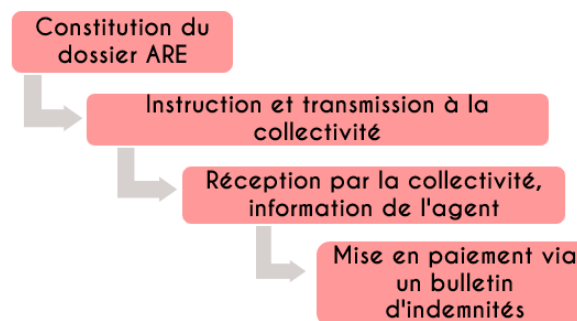 Constitution du
dossier ARE
Instruction et transmission à la
collectivité
Réception par la collectivité,
information de l'agent
Mise en paiement via
un bulletin
d'indemnités